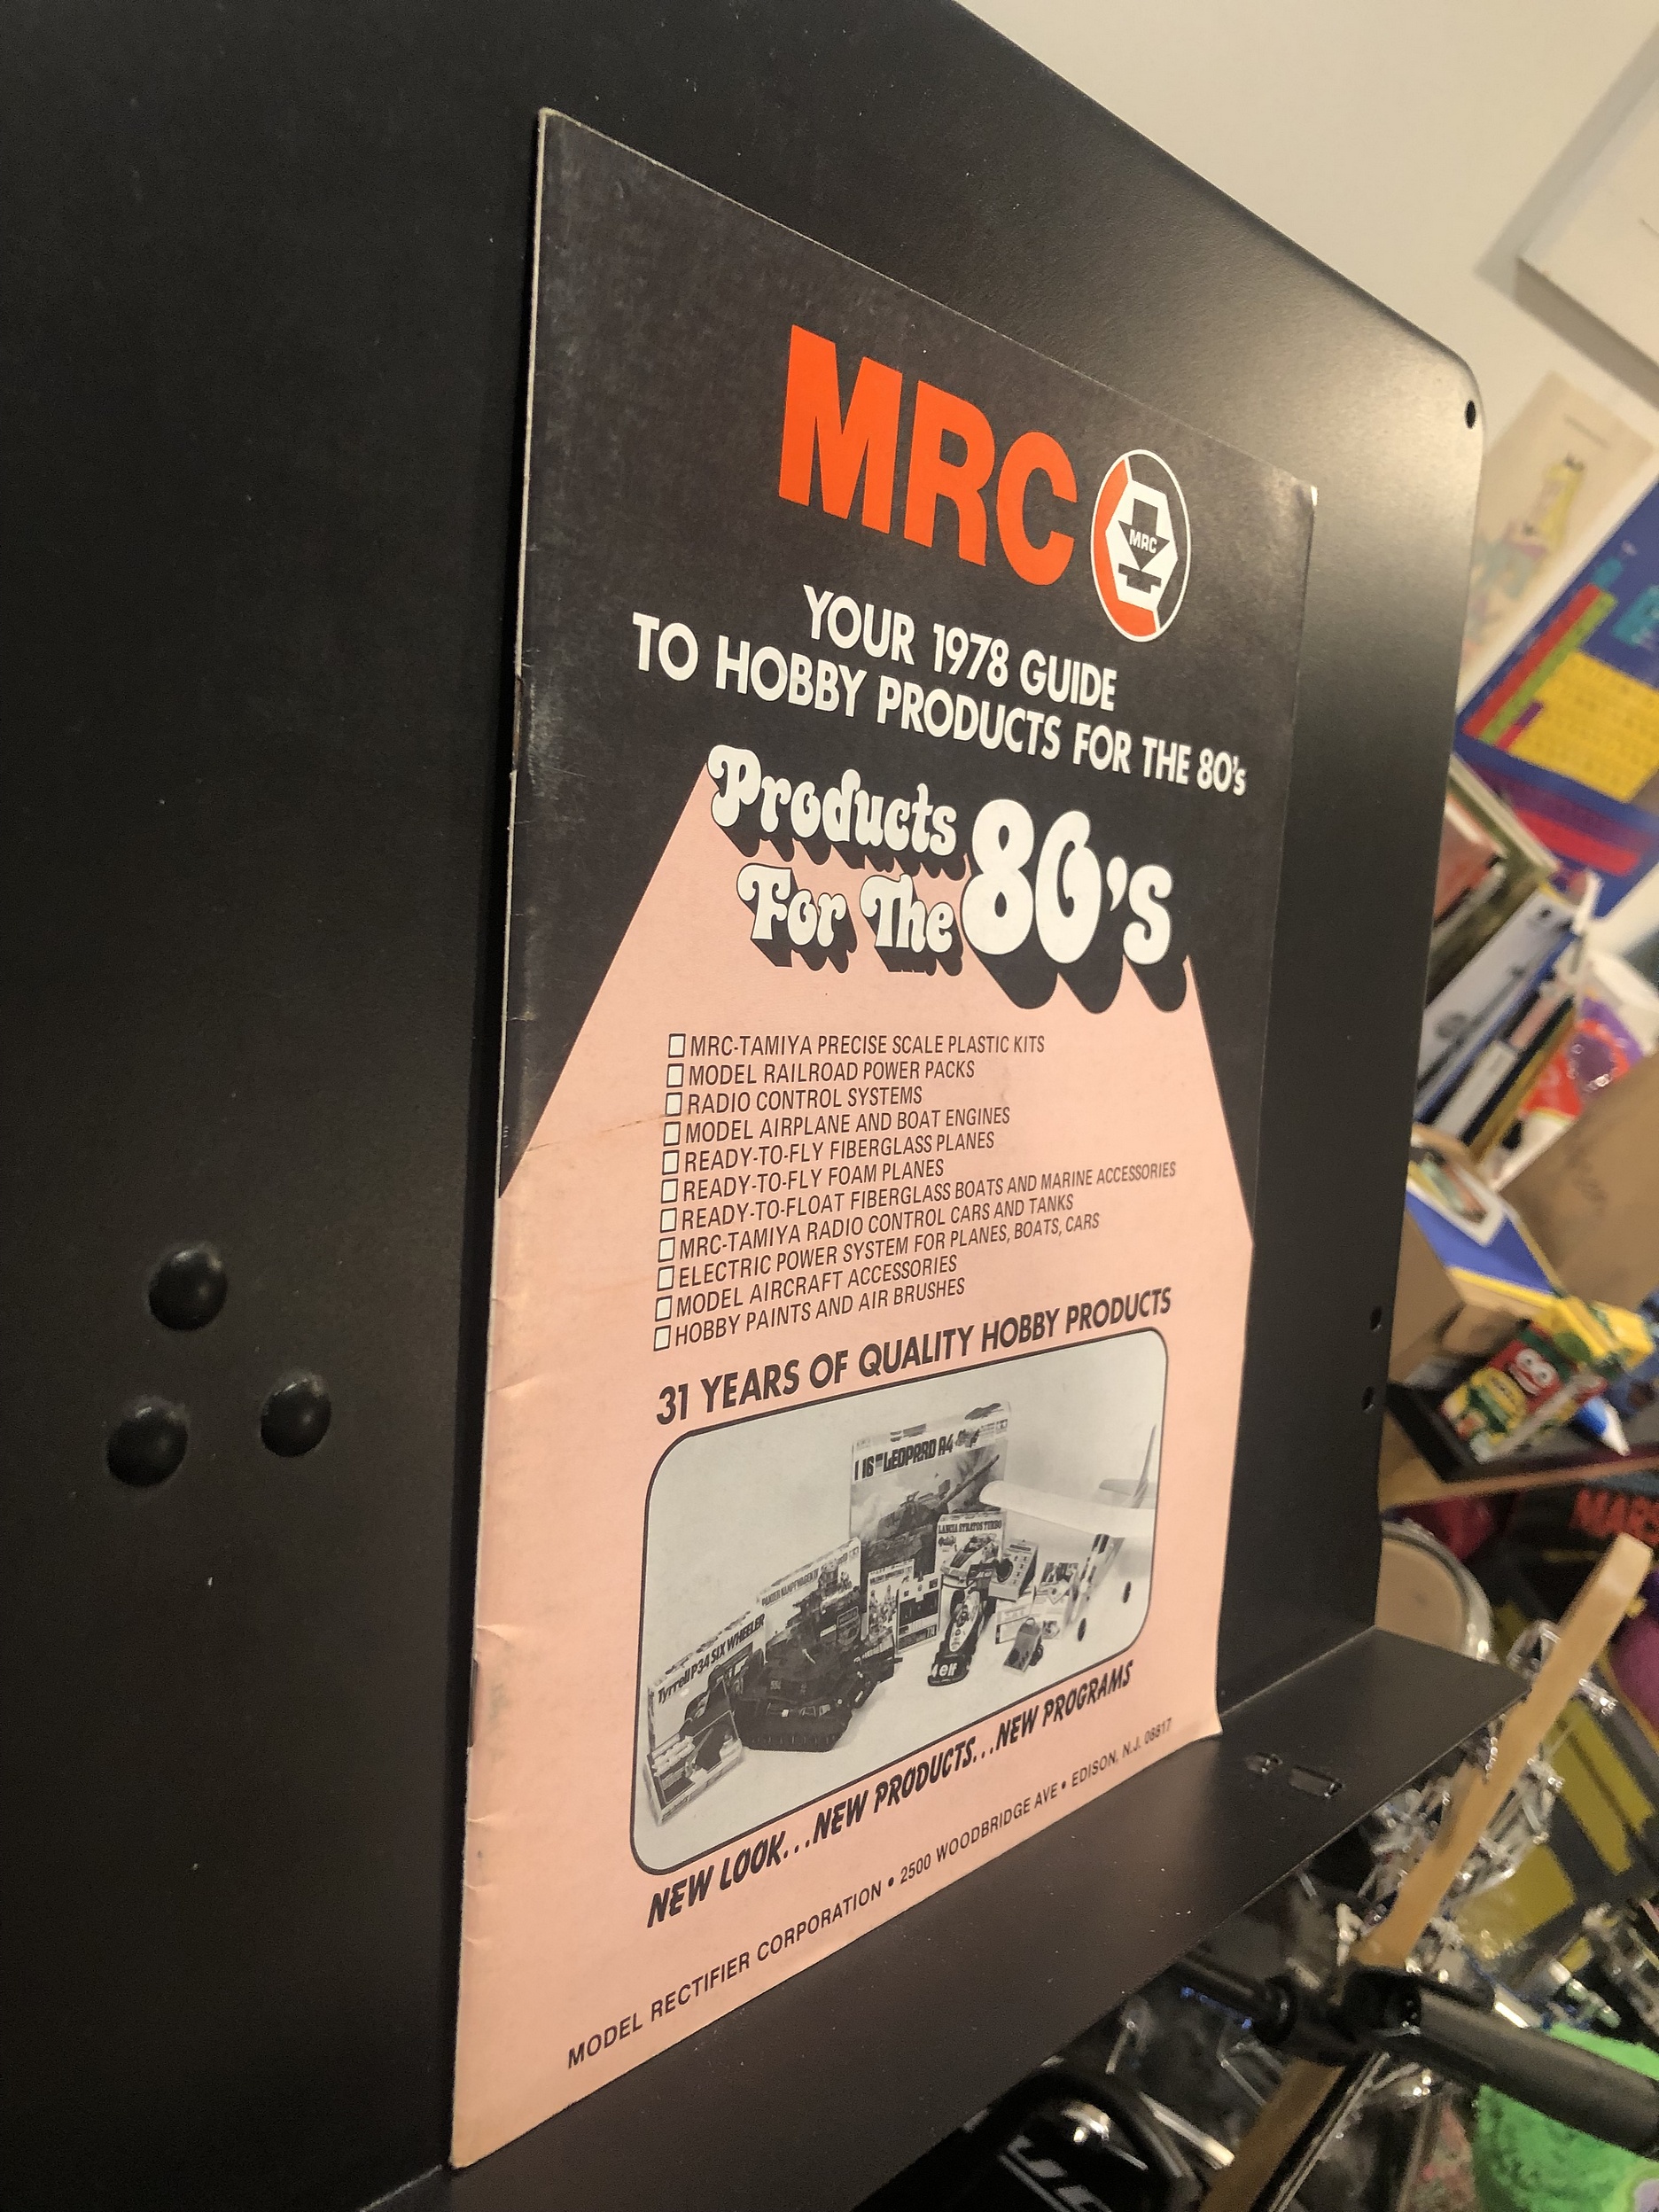 MRC
MRC
YOUR 1978 GUIDE
TO HOBBY PRODUCTS FOR THE 80's
Products
For The 80's
MRC-TAMIYA PRECISE SCALE PLASTIC KITS
MODEL RAILROAD POWER PACKS
RADIO CONTROL SYSTEMS
MODEL AIRPLANE AND BOAT ENGINES
READY-TO-FLY FIBERGLASS PLANES
READY-TO-FLY FOAM PLANES
READY-TO-FLOAT FIBERGLASS BOATS AND MARINE ACCESSORIES
MRC-TAMIYA RADIO CONTROL CARS AND TANKS
ELECTRIC POWER SYSTEM FOR PLANES, BOATS, CARS
MODEL AIRCRAFT ACCESSORIES
HOBBY PAINTS AND AIR BRUSHES
31 YEARS OF QUALITY HOBBY PRODUCTS
LEOPARD A4
LANCIA STRATOS TURBO
Tyrrell P34 SIX WHEELER
elf
NEW LOOK...NEW PRODUCTS...NEW PROGRAMS
MODEL RECTIFIER CORPORATION • 2500 WOODBRIDGE AVE • EDISON, N.J. 08817